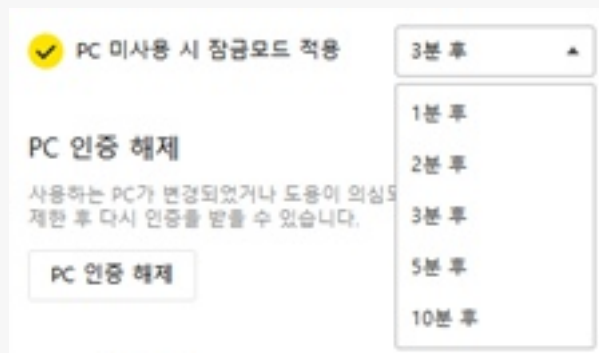 PC 미사용 시 잠금모드 적용
3분 후
1분 후
2분 후
3분 후
5분 후
10분 후
PC 인증 해제
사용하는 PC가 변경되었거나 도용이 의심되
제한 후 다시 인증을 받을 수 있습니다.
PC 인증 해제